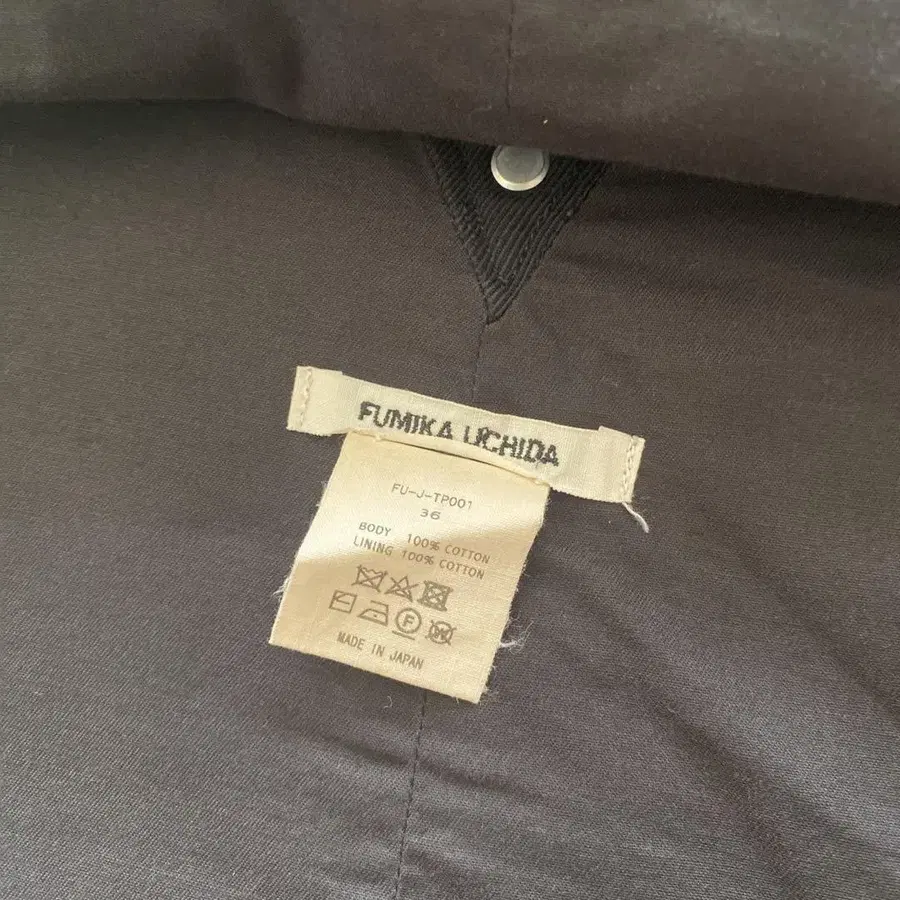 FUMIKA UCHIDA
FU-J-TP001
36
BODY 100% COTTON
LINING 100% COTTON
MADE IN JAPAN